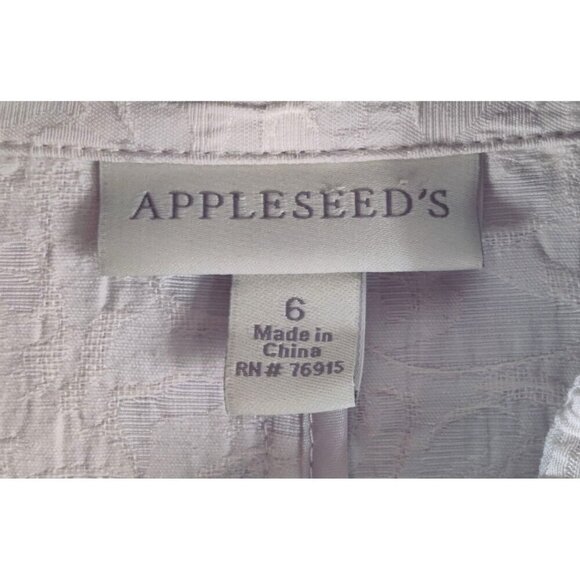 APPLESEED'S
6
Made in
China
RN# 76915